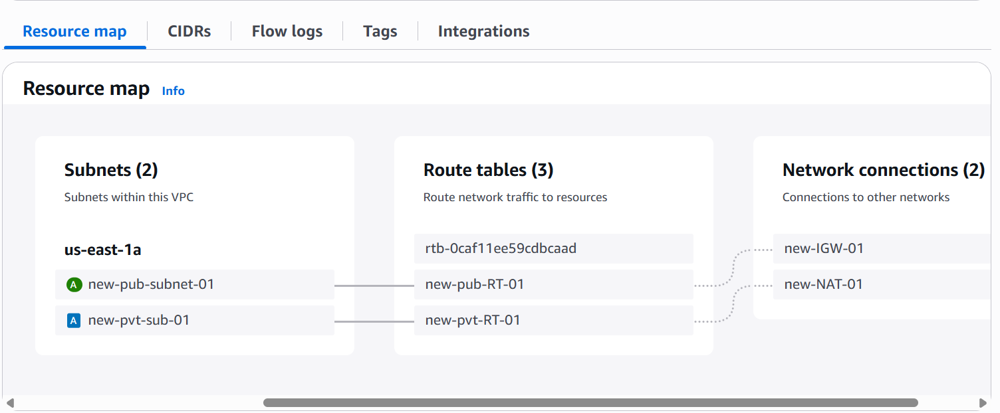 Resource map CIDRs Flow logs Tags Integrations
Resource map Info
Subnets (2)
Subnets within this VPC
us-east-1a
A new-pub-subnet-01
A new-pvt-sub-01
Route tables (3)
Route network traffic to resources
rtb-0caf11ee59cdbcaad
new-pub-RT-01
new-pvt-RT-01
Network connections (2)
Connections to other networks
new-IGW-01
new-NAT-01